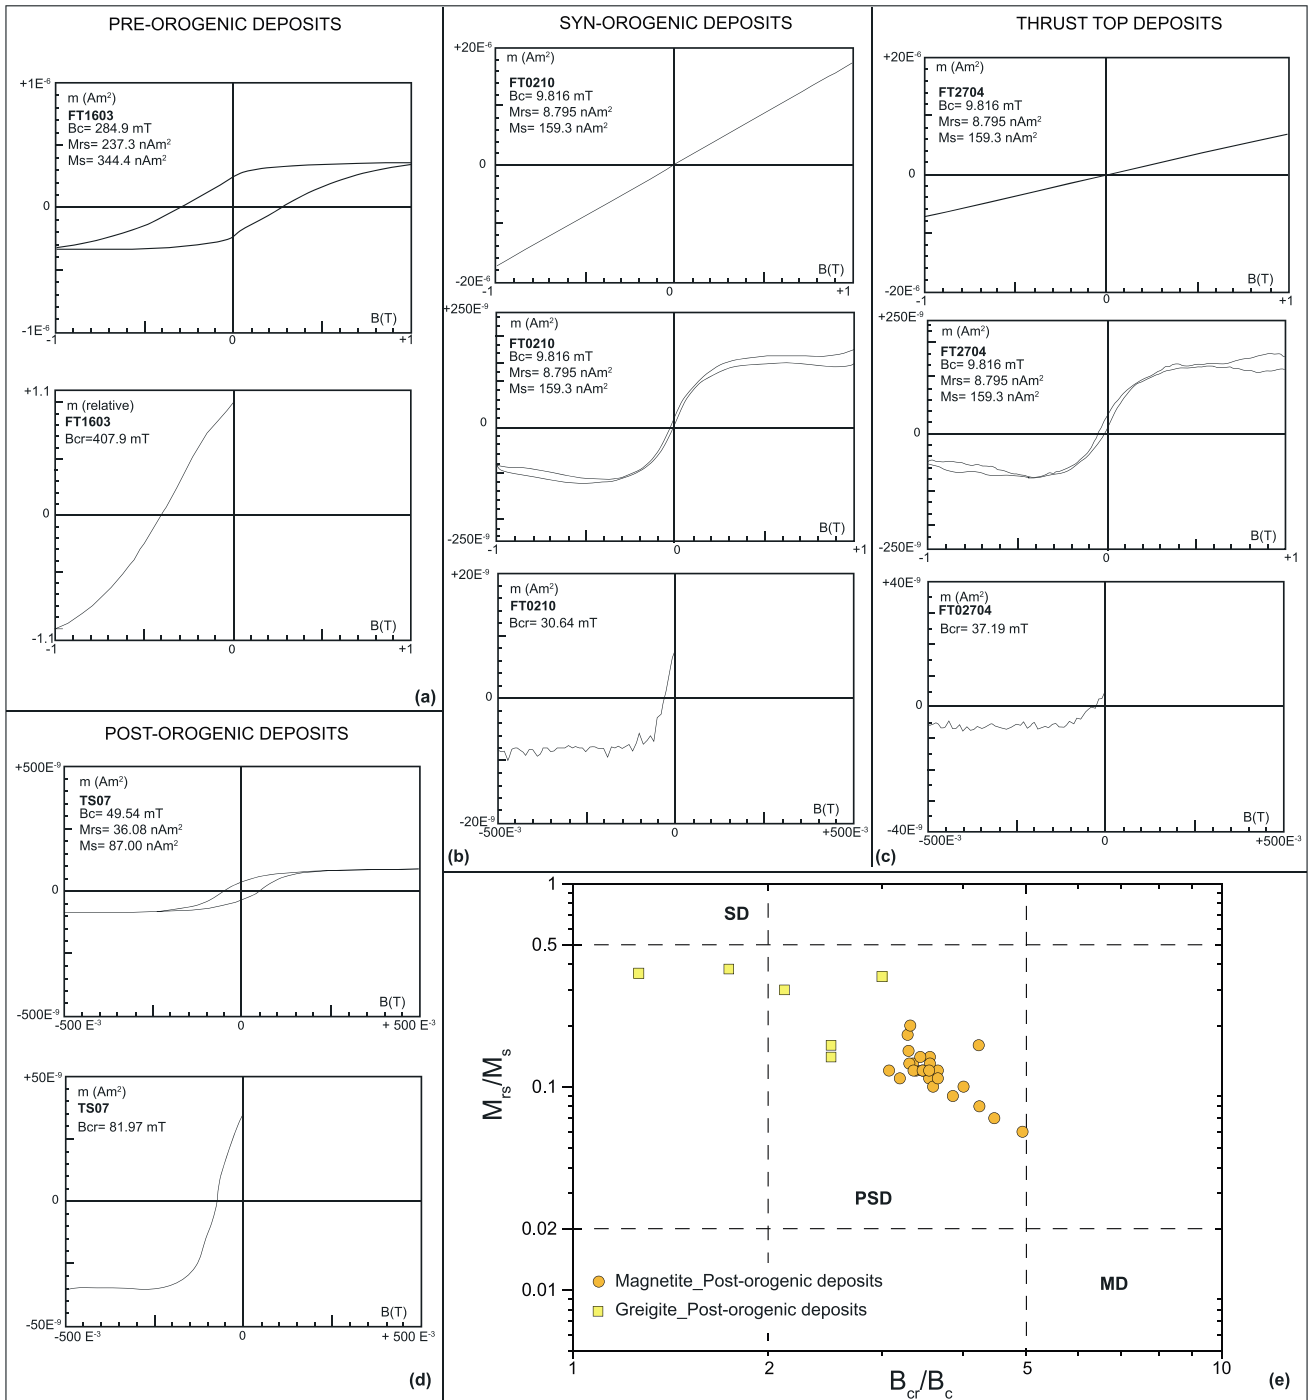 PRE-OROGENIC DEPOSITS
+1E⁻⁶
m (Am²)
FT1603
Bc= 284.9 mT
Mrs= 237.3 nAm²
Ms= 344.4 nAm²
0
B(T)
-1E⁻⁶
-1
0
+1
+1.1
m (relative)
FT1603
Bcr=407.9 mT
0
B(T)
-1.1
-1
0
+1
(a)
SYN-OROGENIC DEPOSITS
+20E⁻⁶
m (Am²)
FT0210
Bc= 9.816 mT
Mrs= 8.795 nAm²
Ms= 159.3 nAm²
0
B(T)
-20E⁻⁶
-1
0
+1
+250E⁻⁹
m (Am²)
FT0210
Bc= 9.816 mT
Mrs= 8.795 nAm²
Ms= 159.3 nAm²
0
B(T)
-250E⁻⁹
-1
0
+1
+20E⁻⁹
m (Am²)
FT0210
Bcr= 30.64 mT
0
B(T)
-20E⁻⁹
-500E⁻³
0
+500E⁻³
(b)
THRUST TOP DEPOSITS
+20E⁻⁶
m (Am²)
FT2704
Bc= 9.816 mT
Mrs= 8.795 nAm²
Ms= 159.3 nAm²
0
B(T)
-20E⁻⁶
-1
0
+1
+250E⁻⁹
m (Am²)
FT2704
Bc= 9.816 mT
Mrs= 8.795 nAm²
Ms= 159.3 nAm²
0
B(T)
-250E⁻⁹
-1
0
+1
+40E⁻⁹
m (Am²)
FT02704
Bcr= 37.19 mT
0
B(T)
-40E⁻⁹
-500E⁻³
0
+500E⁻³
(c)
POST-OROGENIC DEPOSITS
+500E⁻⁹
m (Am²)
TS07
Bc= 49.54 mT
Mrs= 36.08 nAm²
Ms= 87.00 nAm²
0
B(T)
-500E⁻⁹
-500 E⁻³
0
+ 500 E⁻³
+50E⁻⁹
m (Am²)
TS07
Bcr= 81.97 mT
0
B(T)
-50E⁻⁹
-500 E⁻³
0
+ 500 E⁻³
(d)
1
SD
0.5
Mrs/Ms
0.1
PSD
0.02
Magnetite_Post-orogenic deposits
MD
0.01
Greigite_Post-orogenic deposits
1
2
5
10
Bcr/Bc
(e)